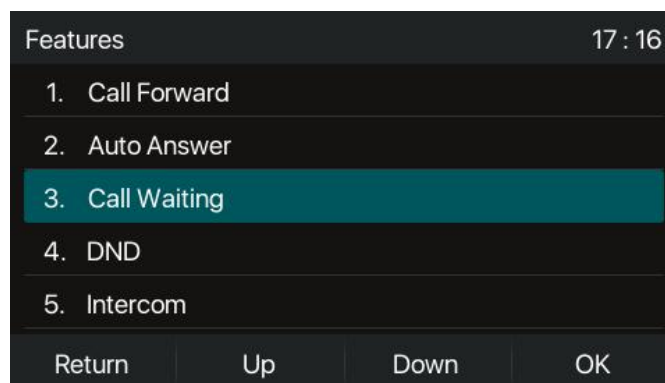 Features 17 : 16
1. Call Forward
2. Auto Answer
3. Call Waiting
4. DND
5. Intercom
Return Up Down OK